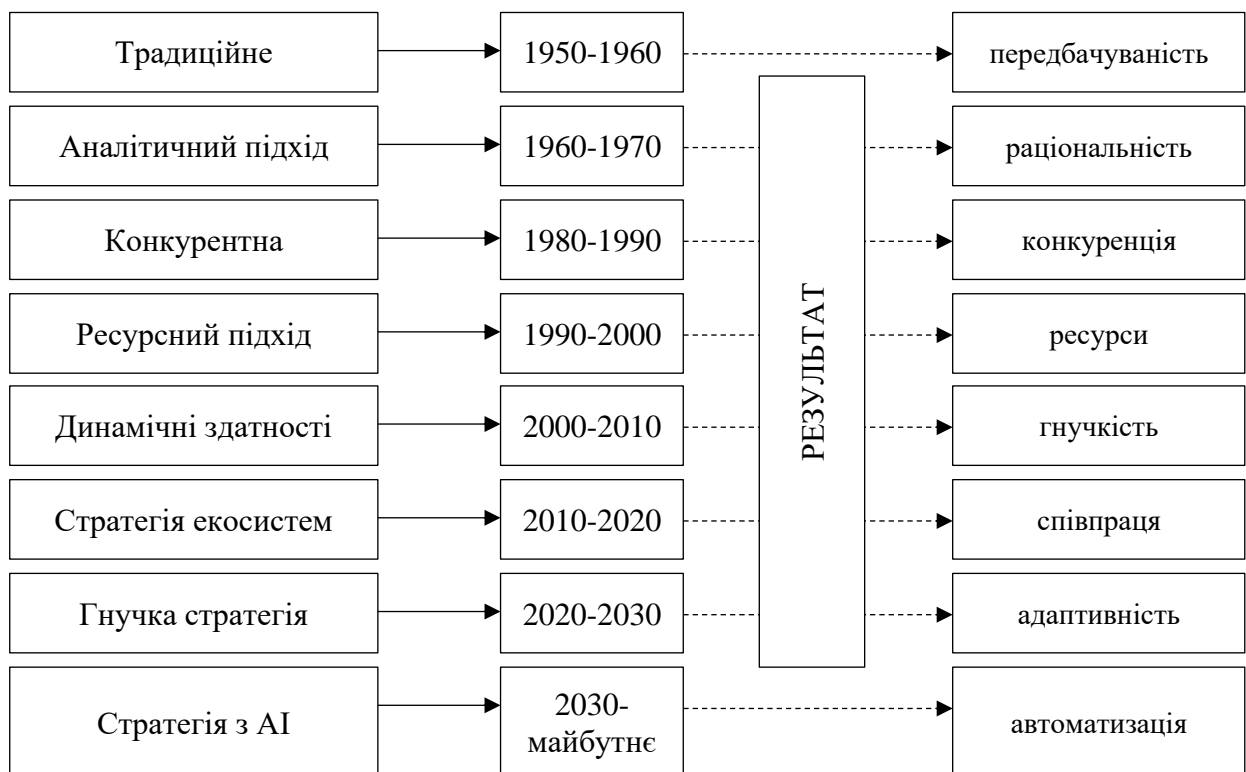 Традиційне
1950-1960
передбачуваність
Аналітичний підхід
1960-1970
раціональність
Конкурентна
1980-1990
конкуренція
Ресурсний підхід
1990-2000
ресурси
РЕЗУЛЬТАТ
Динамічні здатності
2000-2010
гнучкість
Стратегія екосистем
2010-2020
співпраця
Гнучка стратегія
2020-2030
адаптивність
Стратегія з AI
2030-
майбутнє
автоматизація